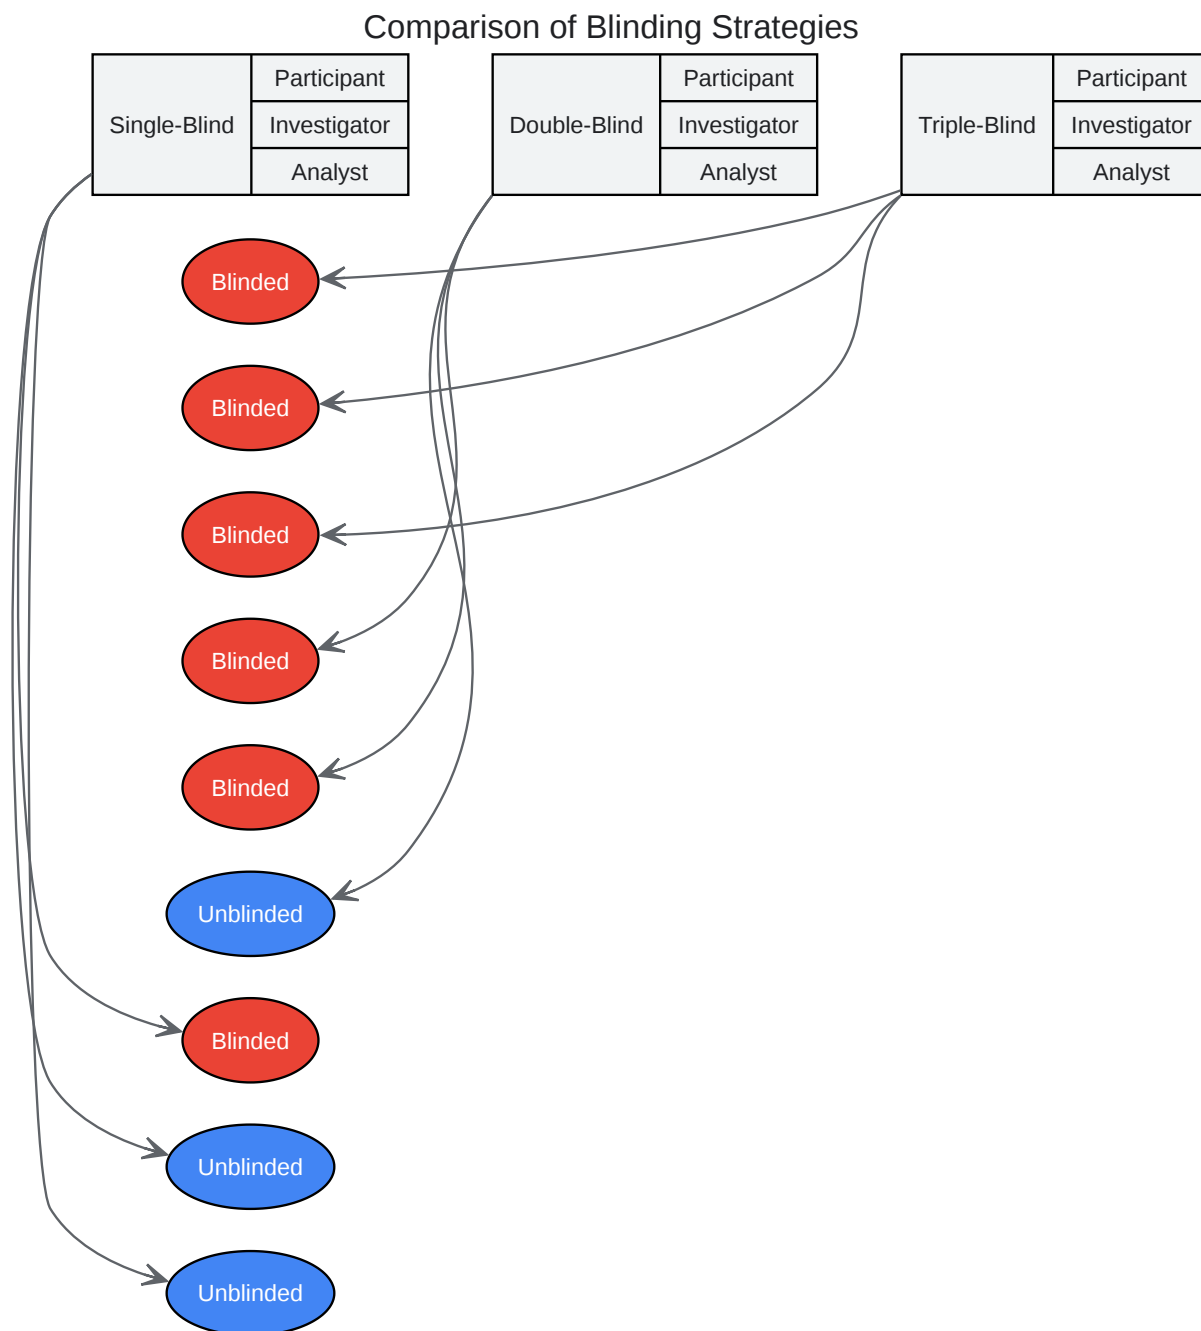 Comparison of Blinding Strategies
Single-Blind
Participant
Investigator
Analyst
Double-Blind
Participant
Investigator
Analyst
Triple-Blind
Participant
Investigator
Analyst
Blinded
Blinded
Blinded
Blinded
Blinded
Unblinded
Blinded
Unblinded
Unblinded